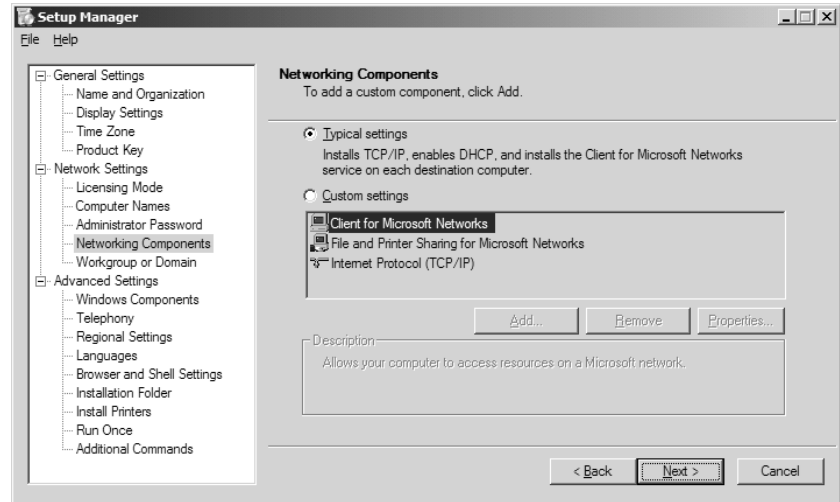 Setup Manager
File Help
General Settings
Name and Organization
Display Settings
Time Zone
Product Key
Network Settings
Licensing Mode
Computer Names
Administrator Password
Networking Components
Workgroup or Domain
Advanced Settings
Windows Components
Telephony
Regional Settings
Languages
Browser and Shell Settings
Installation Folder
Install Printers
Run Once
Additional Commands
Networking Components
To add a custom component, click Add.
Typical settings
Installs TCP/IP, enables DHCP, and installs the Client for Microsoft Networks
service on each destination computer.
Custom settings
Client for Microsoft Networks
File and Printer Sharing for Microsoft Networks
Internet Protocol (TCP/IP)
Add... Remove Properties...
Description
Allows your computer to access resources on a Microsoft network.
< Back Next > Cancel